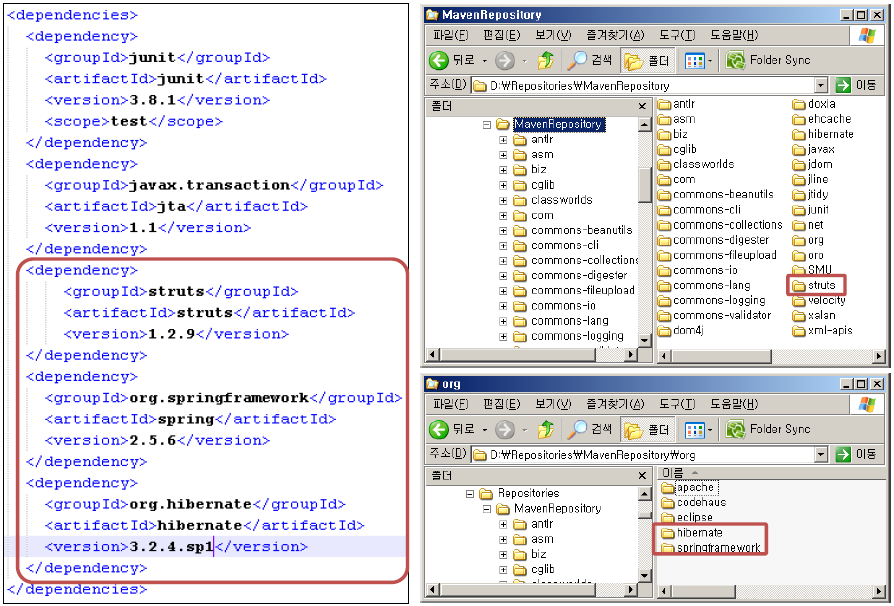 <dependencies>
<dependency>
<groupId>junit</groupId>
<artifactId>junit</artifactId>
<version>3.8.1</version>
<scope>test</scope>
</dependency>
<dependency>
<groupId>javax.transaction</groupId>
<artifactId>jta</artifactId>
<version>1.1</version>
</dependency>
<dependency>
<groupId>struts</groupId>
<artifactId>struts</artifactId>
<version>1.2.9</version>
</dependency>
<dependency>
<groupId>org.springframework</groupId>
<artifactId>spring</artifactId>
<version>2.5.6</version>
</dependency>
<dependency>
<groupId>org.hibernate</groupId>
<artifactId>hibernate</artifactId>
<version>3.2.4.sp1</version>
</dependency>
</dependencies>
MavenRepository
파일(F) 편집(E) 보기(V) 즐겨찾기(A) 도구(T) 도움말(H)
뒤로 검색 폴더 Folder Sync
주소(D) D:₩Repositories₩MavenRepository 이동
폴더
MavenRepository
antlr
asm
biz
cglib
classworlds
com
commons-beanutils
commons-cli
commons-collections
commons-digester
commons-fileupload
commons-io
commons-lang
commons-logging
antlr
asm
biz
cglib
classworlds
com
commons-beanutils
commons-cli
commons-collections
commons-digester
commons-fileupload
commons-io
commons-lang
commons-logging
commons-validator
dom4j
doxia
ehcache
hibernate
javax
jdom
jline
jtidy
junit
net
org
oro
SMU
struts
velocity
xalan
xml-apis
org
파일(F) 편집(E) 보기(V) 즐겨찾기(A) 도구(T) 도움말(H)
뒤로 검색 폴더 Folder Sync
주소(D) D:₩Repositories₩MavenRepository₩org 이동
폴더
Repositories
MavenRepository
antlr
asm
biz
cglib
이름
apache
codehaus
eclipse
hibernate
springframework